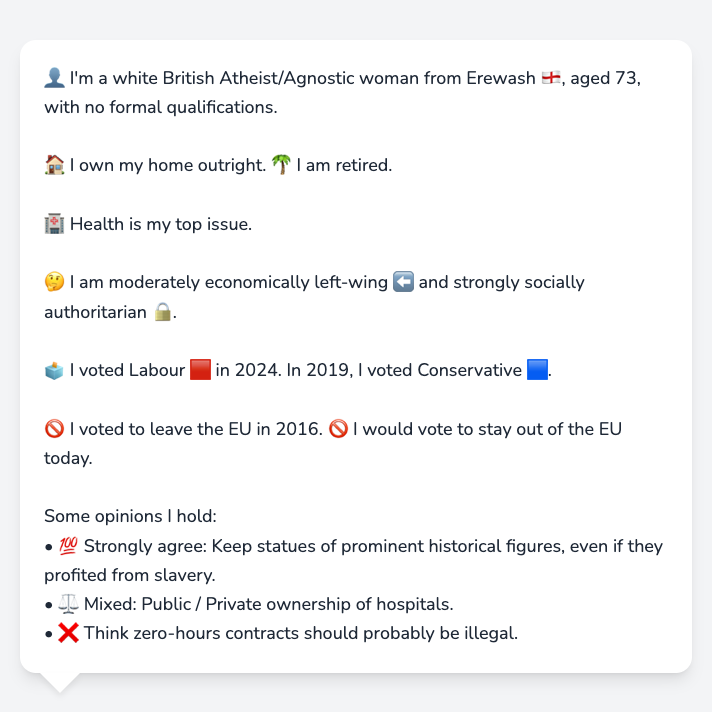 👤 I'm a white British Atheist/Agnostic woman from Erewash 🏴󠁧󠁢󠁥󠁮󠁧󠁿, aged 73,
with no formal qualifications.
🏠 I own my home outright. 🌴 I am retired.
🏥 Health is my top issue.
🤔 I am moderately economically left-wing ⬅️ and strongly socially
authoritarian 🔒.
🗳️ I voted Labour 🟥 in 2024. In 2019, I voted Conservative 🟦.
🚫 I voted to leave the EU in 2016. 🚫 I would vote to stay out of the EU
today.
Some opinions I hold:
• 💯 Strongly agree: Keep statues of prominent historical figures, even if they
profited from slavery.
• ⚖️ Mixed: Public / Private ownership of hospitals.
• ❌ Think zero-hours contracts should probably be illegal.